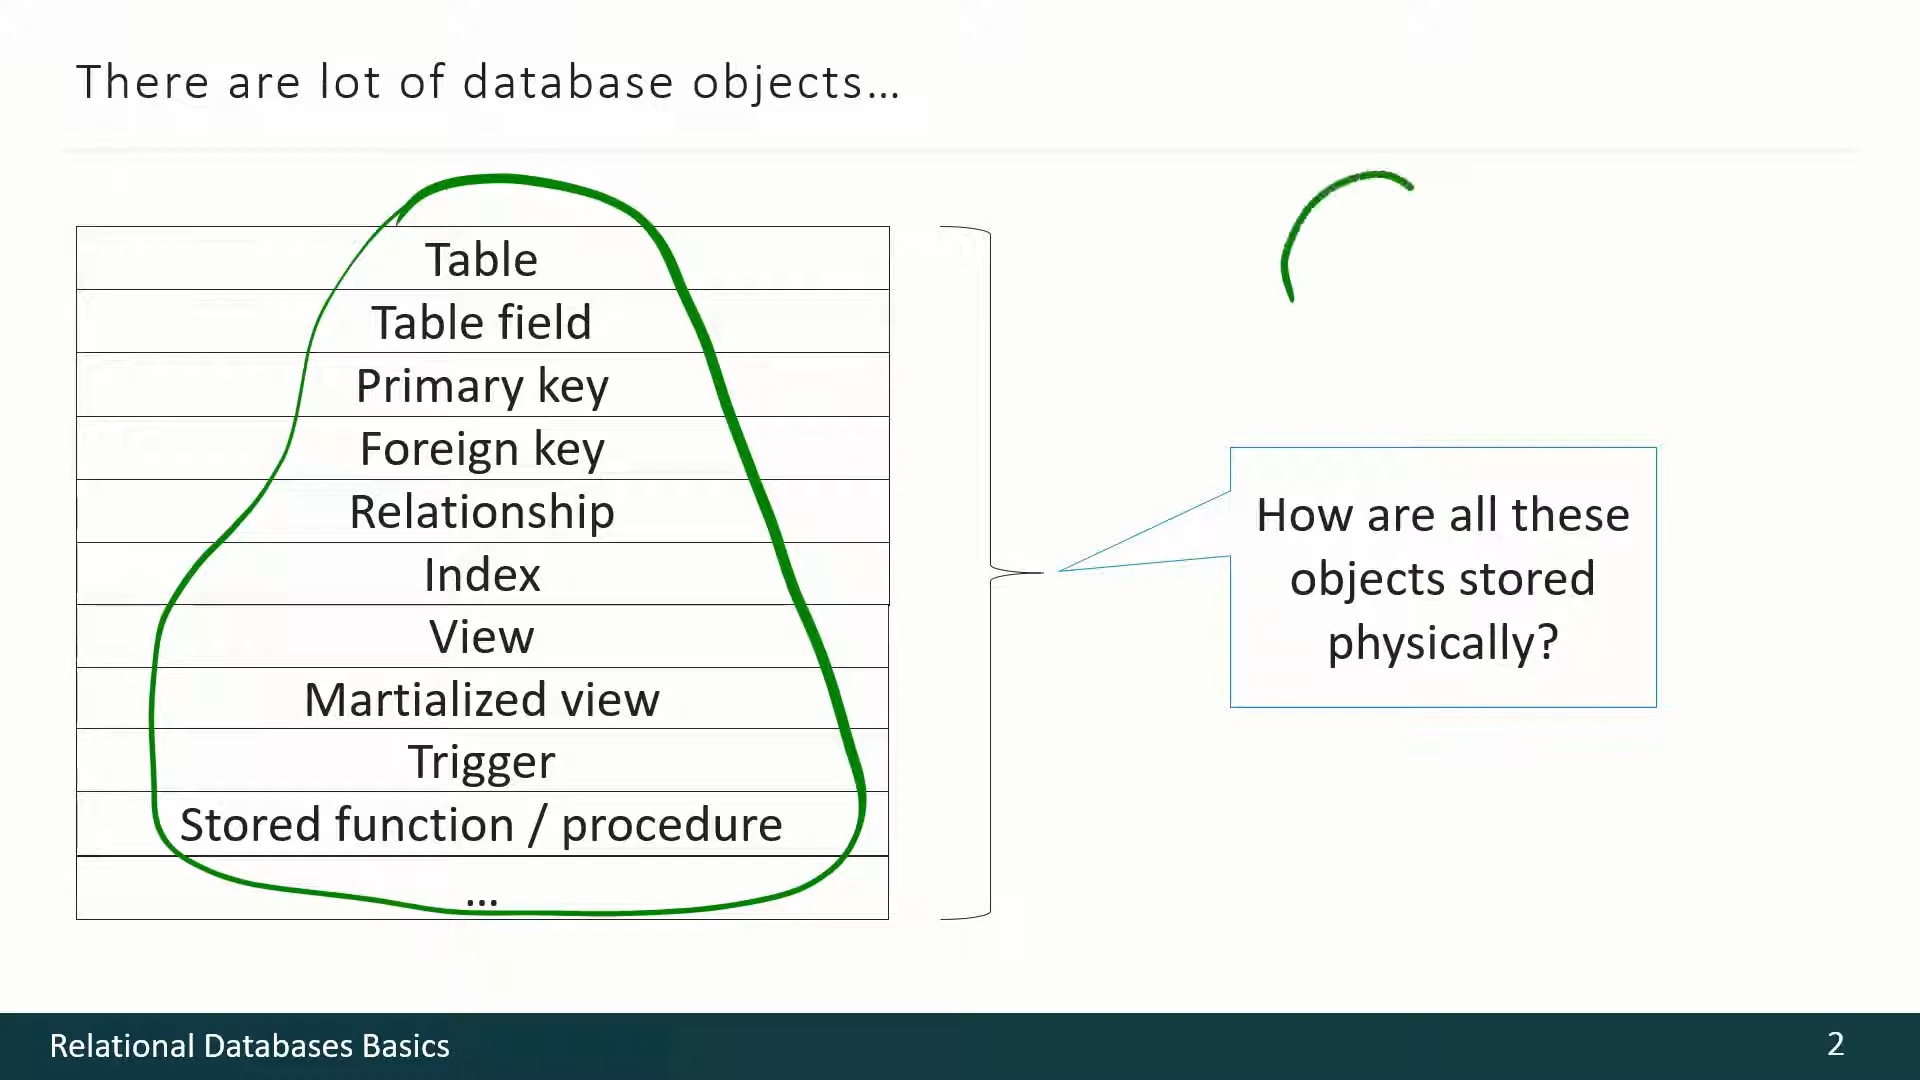 There are lot of database objects...
Table
Table field
Primary key
Foreign key
Relationship
Index
View
Martialized view
Trigger
Stored function / procedure
...
How are all these
objects stored
physically?
Relational Databases Basics
2